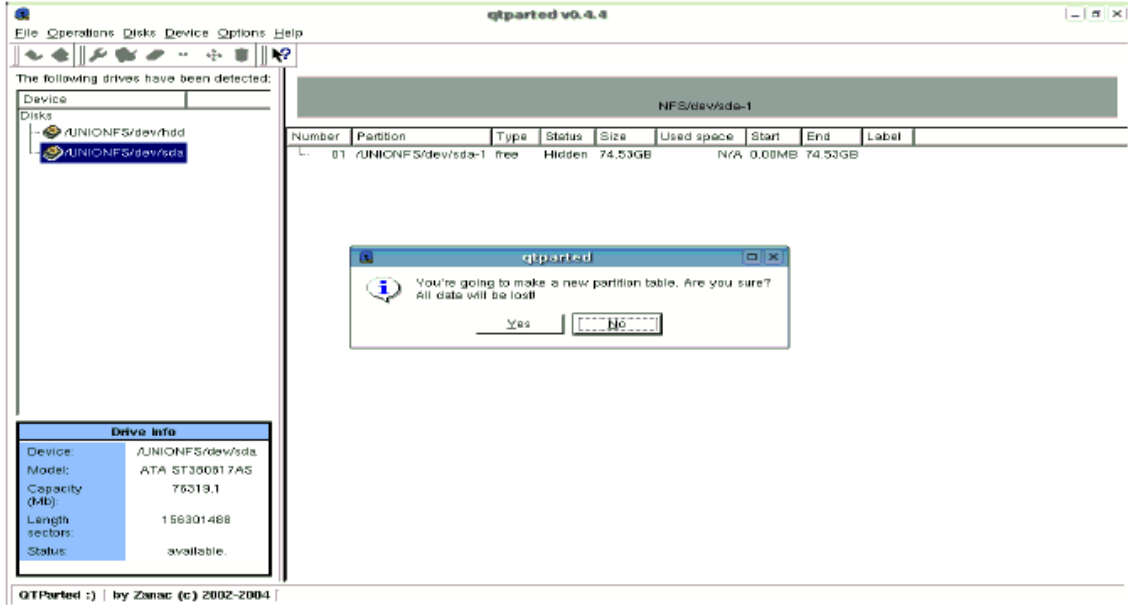 qtparted v0.4.4
File Operations Disks Device Options Help
The following drives have been detected:
Device
Disks
/UNIONFS/dev/hdd
/UNIONFS/dev/sda
NFS/dev/sda-1
Number Partition Type Status Size Used space Start End Label
01 /UNIONFS/dev/sda-1 free Hidden 74.53GB N/A 0.00MB 74.53GB
qtparted
You're going to make a new partition table. Are you sure?
All data will be lost!
Yes No
Drive Info
Device: /UNIONFS/dev/sda
Model: ATA ST380817AS
Capacity (Mb): 76319.1
Length sectors: 156301488
Status: available.
QTParted :) by Zanac (c) 2002-2004